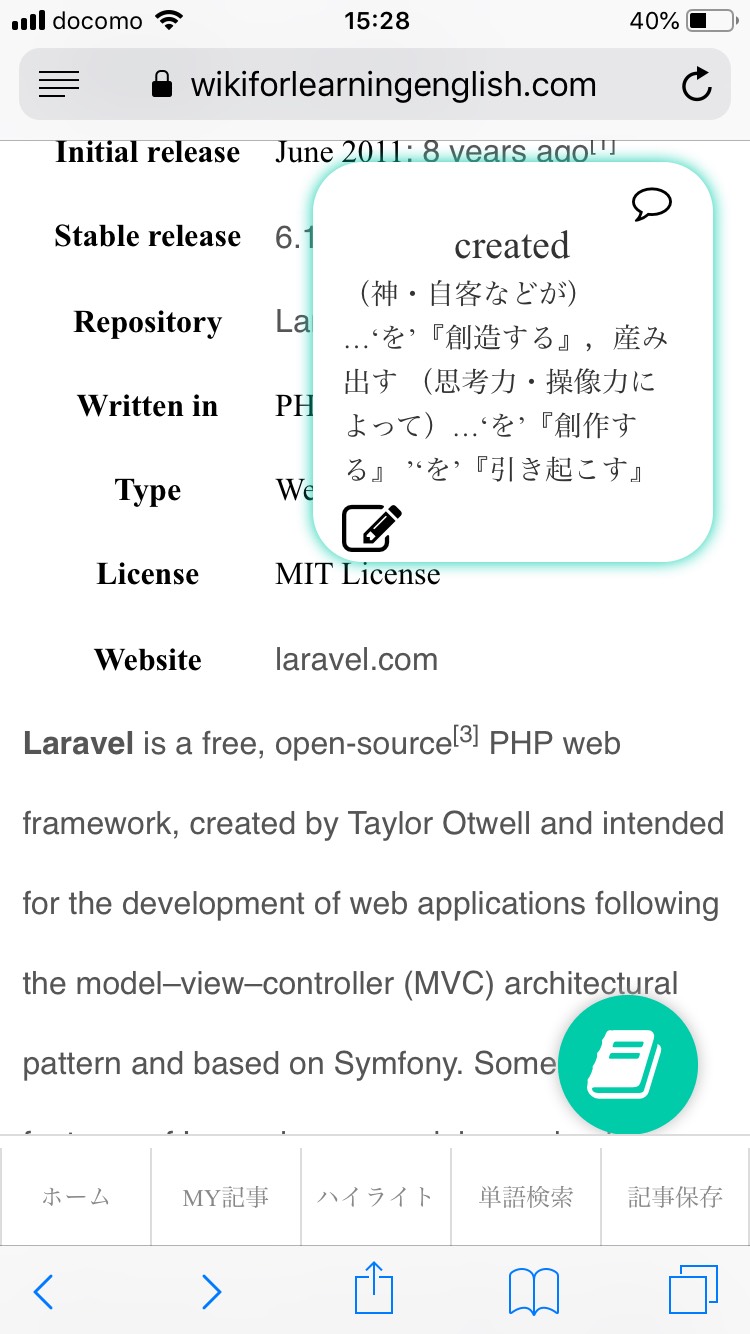 docomo 15:28 40%
wikiforlearningenglish.com
Initial release June 2011; 8 years ago[1]
Stable release 6.1
Repository La
Written in PH
Type We
License MIT License
Website laravel.com
created
（神・自客などが）
…‘を’『創造する』，産み
出す （思考力・操像力に
よって）…‘を’『創作す
る』 ’‘を’『引き起こす』
Laravel is a free, open-source[3] PHP web
framework, created by Taylor Otwell and intended
for the development of web applications following
the model–view–controller (MVC) architectural
pattern and based on Symfony. Some
ホーム MY記事 ハイライト 単語検索 記事保存